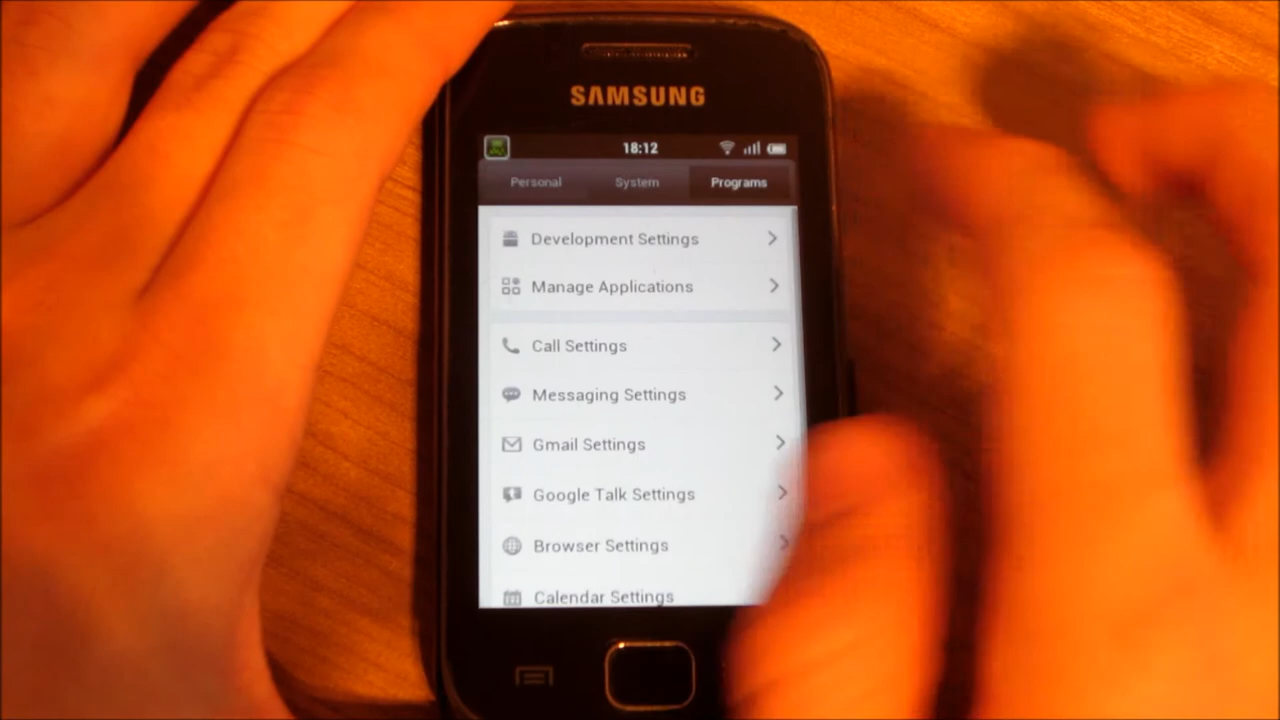 SAMSUNG
18:12
Personal System Programs
Development Settings
Manage Applications
Call Settings
Messaging Settings
Gmail Settings
Google Talk Settings
Browser Settings
Calendar Settings